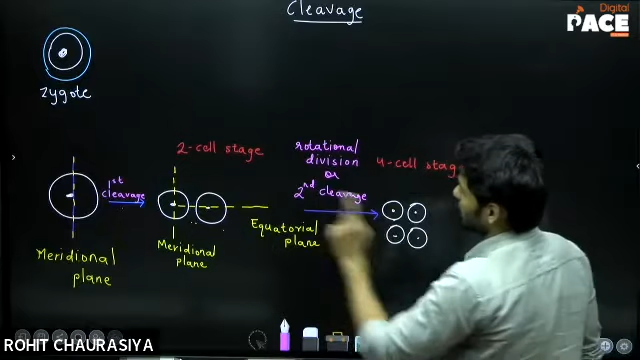 Cleavage
Digital
PACE
zygote
2-cell stage
rotational
division
or
2nd cleavage
4-cell stag
1st
cleavage
Meridional
plane
Meridional
plane
Equatorial
plane
ROHIT CHAURASIYA